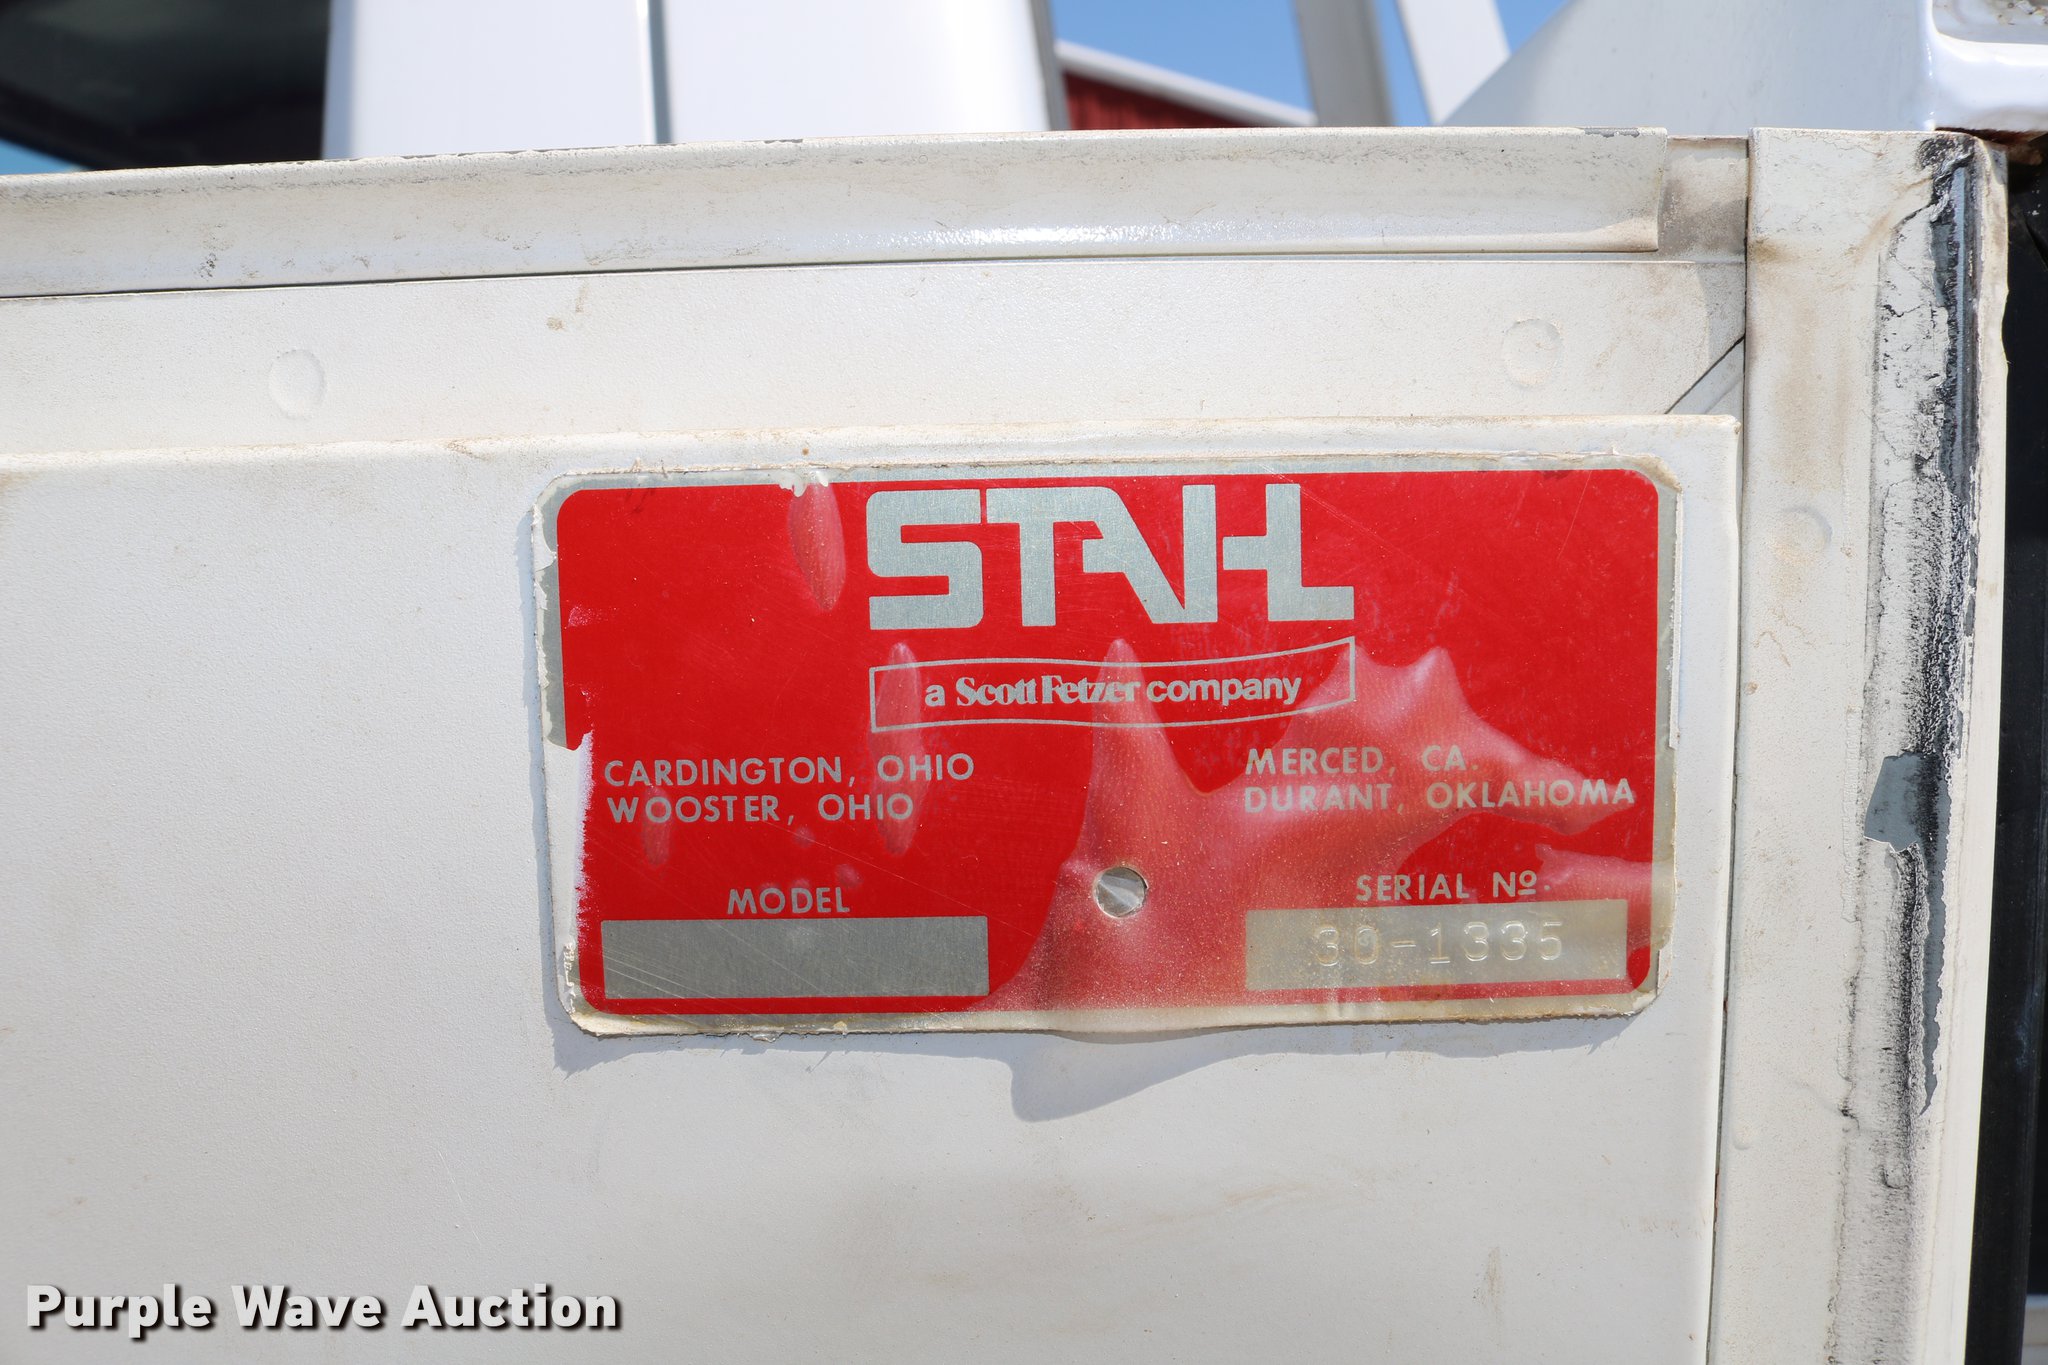 STAHL
a Scott Fetzer company
CARDINGTON, OHIO
WOOSTER, OHIO
MERCED, CA.
DURANT, OKLAHOMA
MODEL
SERIAL Nº.
30-1335
Purple Wave Auction